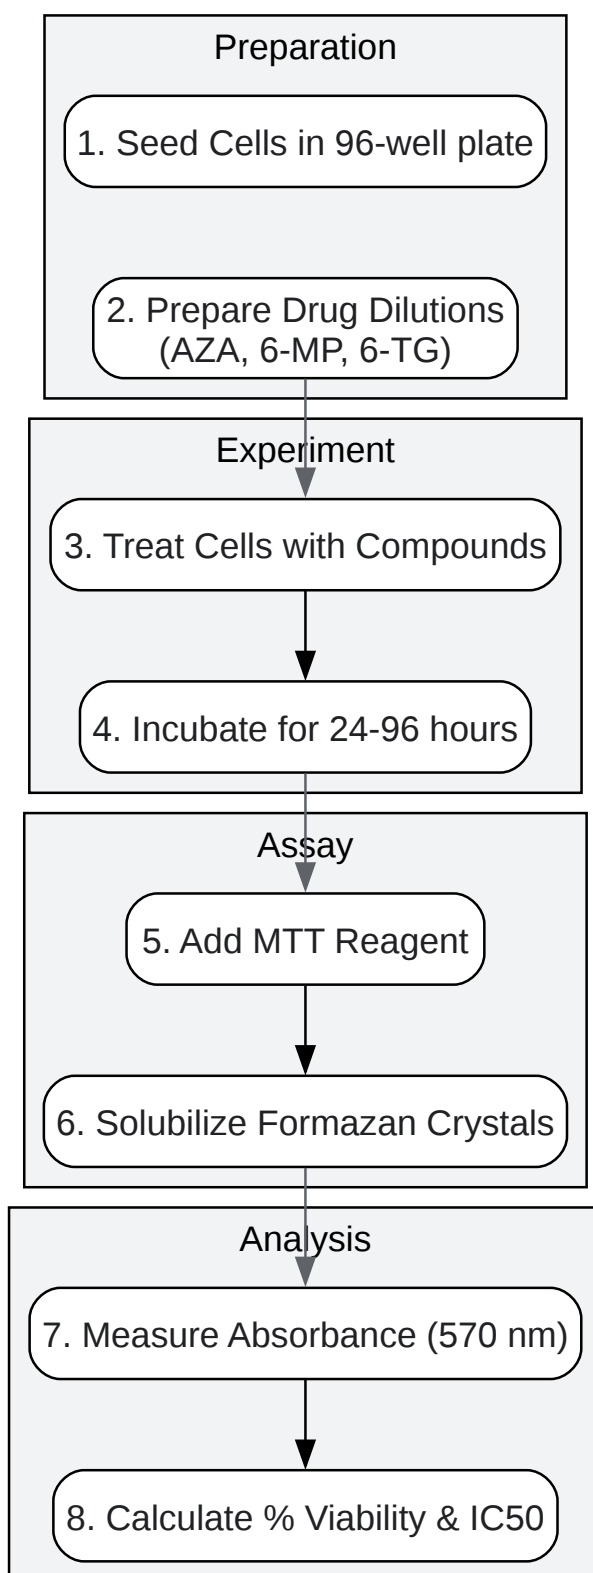 Preparation
1. Seed Cells in 96-well plate
2. Prepare Drug Dilutions
(AZA, 6-MP, 6-TG)
Experiment
3. Treat Cells with Compounds
4. Incubate for 24-96 hours
Assay
5. Add MTT Reagent
6. Solubilize Formazan Crystals
Analysis
7. Measure Absorbance (570 nm)
8. Calculate % Viability & IC50